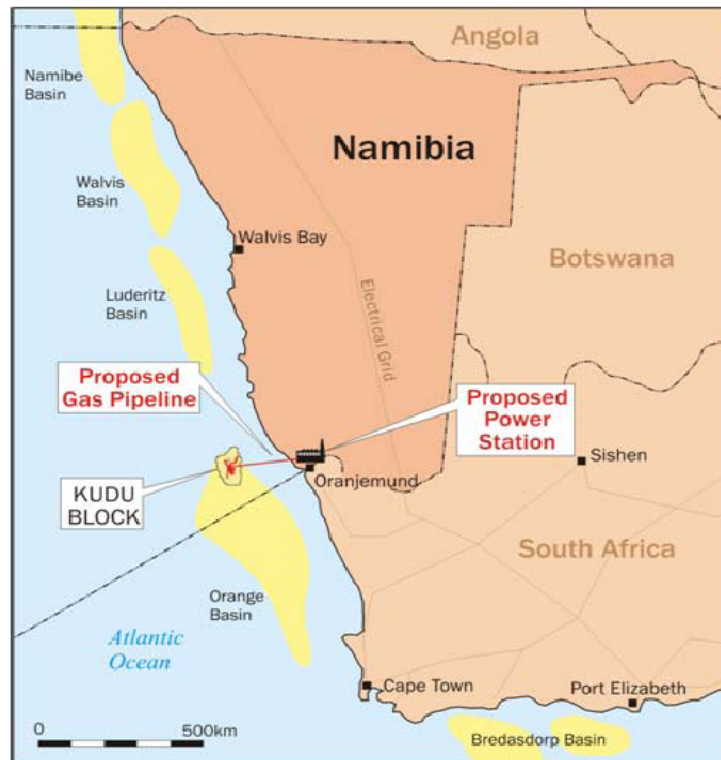 Angola
Namibe
Basin
Namibia
Walvis
Basin
Walvis Bay
Botswana
Luderitz
Basin
Electrical Grid
Proposed
Gas Pipeline
Proposed
Power
Station
Sishen
KUDU
BLOCK
Oranjemund
South Africa
Orange
Basin
Atlantic
Ocean
Cape Town
Port Elizabeth
0
500km
Bredasdorp Basin